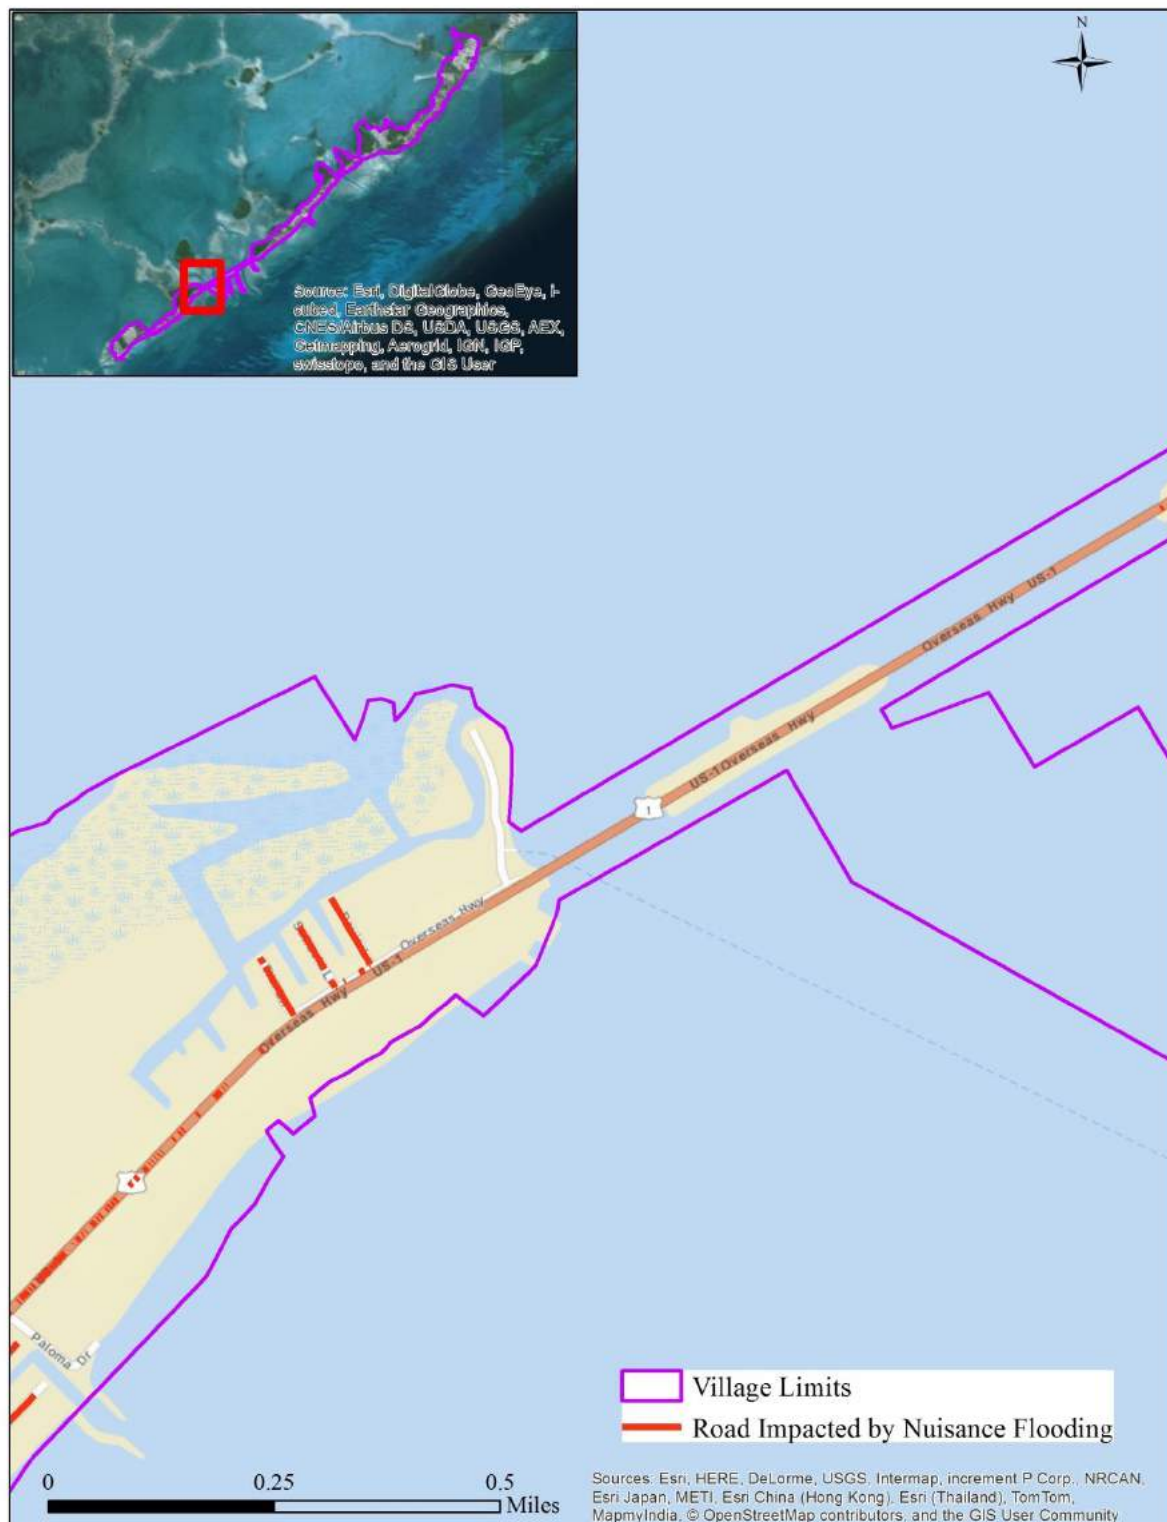 N
Source: Esri, DigitalGlobe, GeoEye, i-
cubed, Earthstar Geographics,
CNES/Airbus DS, USDA, USGS, AEX,
Getmapping, Aerogrid, IGN, IGP,
swisstopo, and the GIS User
Overseas Hwy US-1
US-1 Overseas Hwy
1
Overseas Hwy
Overseas Hwy US-1
Paloma Dr
Village Limits
Road Impacted by Nuisance Flooding
0 0.25 0.5
Miles
Sources: Esri, HERE, DeLorme, USGS, Intermap, increment P Corp., NRCAN,
Esri Japan, METI, Esri China (Hong Kong), Esri (Thailand), TomTom,
MapmyIndia, © OpenStreetMap contributors, and the GIS User Community